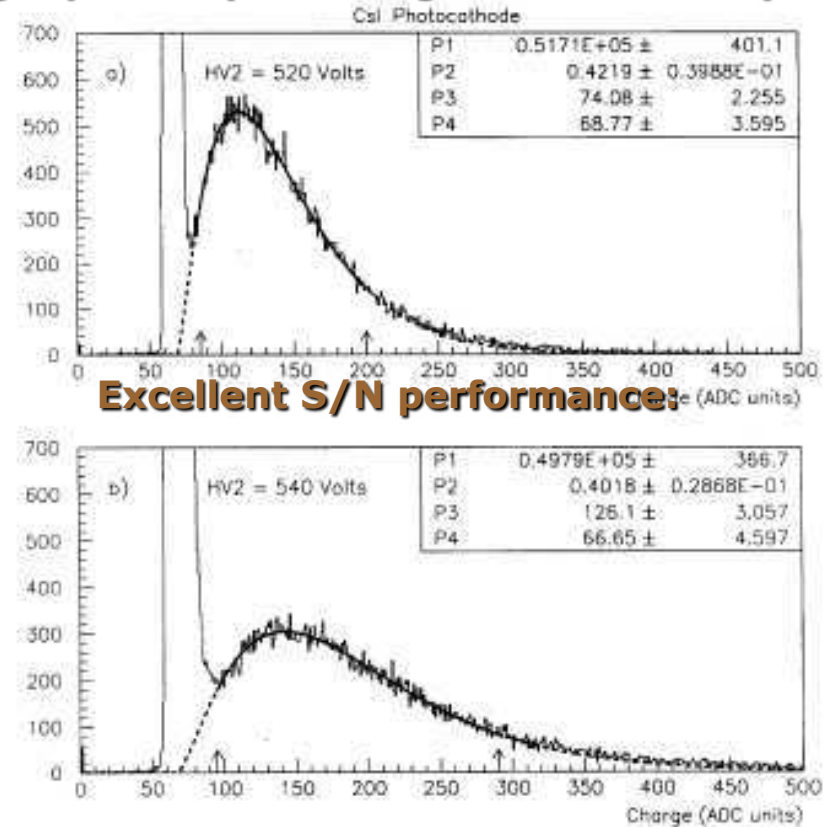 CsI Photocathode
700
600
500
400
300
200
100
0
a)
HV2 = 520 Volts
P1 0.5171E+05 ± 401.1
P2 0.4219 ± 0.3988E-01
P3 74.08 ± 2.255
P4 68.77 ± 3.595
0 50 100 150 200 250 300 350 400 450 500
Excellent S/N performance:
(ADC units)
700
600
500
400
300
200
100
0
b)
HV2 = 540 Volts
P1 0.4979E+05 ± 366.7
P2 0.4018 ± 0.2868E-01
P3 126.1 ± 3.057
P4 66.65 ± 4.597
0 50 100 150 200 250 300 350 400 450 500
Charge (ADC units)